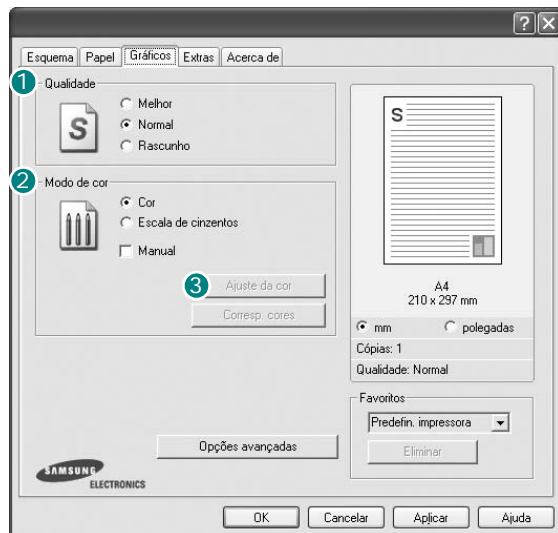 Esquema Papel Gráficos Extras Acerca de
1 Qualidade
S
Melhor
Normal
Rascunho
2 Modo de cor
Cor
Escala de cinzentos
Manual
3 Ajuste da cor
Corresp. cores
S
A4
210 x 297 mm
mm polegadas
Cópias: 1
Qualidade: Normal
Favoritos
Predefin. impressora
Eliminar
Opções avançadas
SAMSUNG
ELECTRONICS
OK Cancelar Aplicar Ajuda